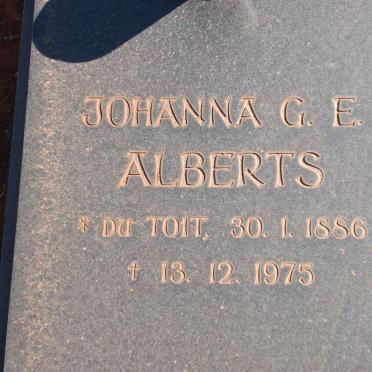 JOHANNA G. E.
ALBERTS
* DU TOIT. 30. 1. 1886
† 13. 12. 1975